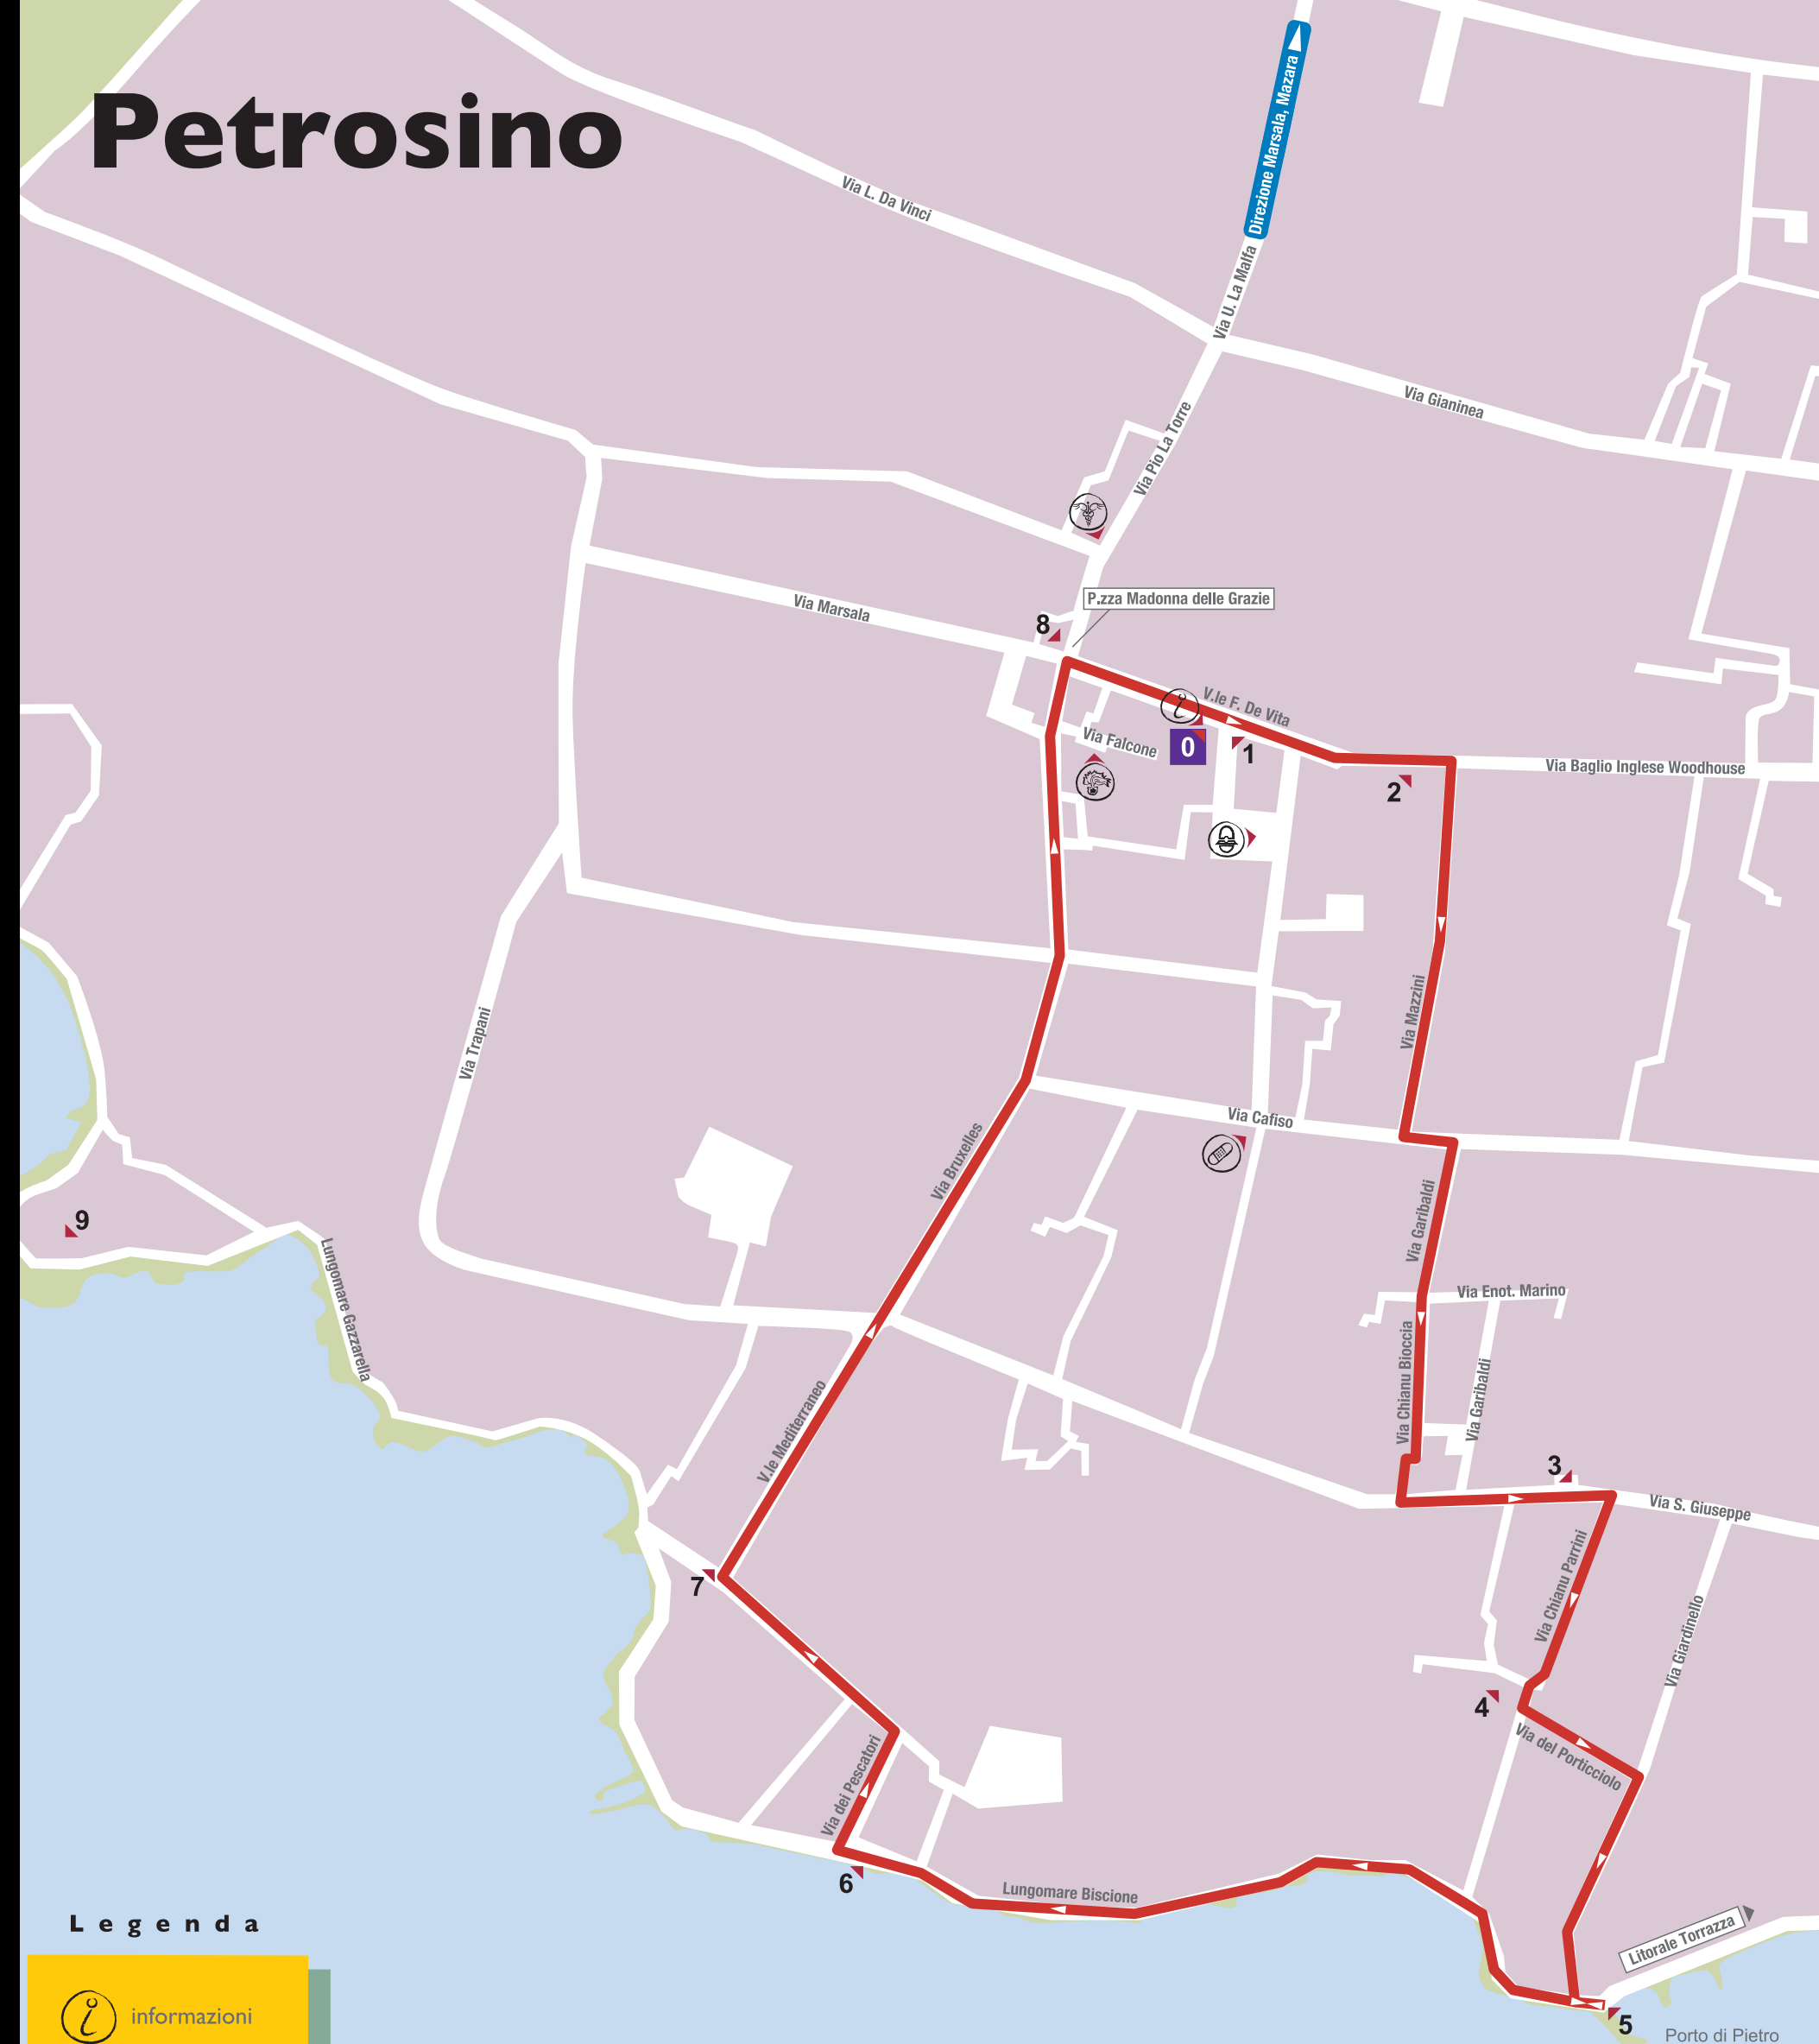 Petrosino
Direzione Marsala, Mazara
Via L. Da Vinci
Via U. La Malfa
Via Gianinea
Via Pio La Torre
P.zza Madonna delle Grazie
Via Marsala
8
V.le F. De Vita
Via Falcone
0
1
2
Via Baglio Inglese Woodhouse
Via Mazzini
Via Trapani
Via Cafiso
Via Bruxelles
Via Garibaldi
9
Lungomare Gazzarella
Via Enot. Marino
Via Chianu Bioccia
Via Garibaldi
V.le Mediterraneo
3
Via S. Giuseppe
Via Chianu Parrini
7
Via Giardinello
4
Via del Porticciolo
Via dei Pescatori
6
Lungomare Biscione
Litorale Torrazza
5
Porto di Pietro
Legenda
informazioni